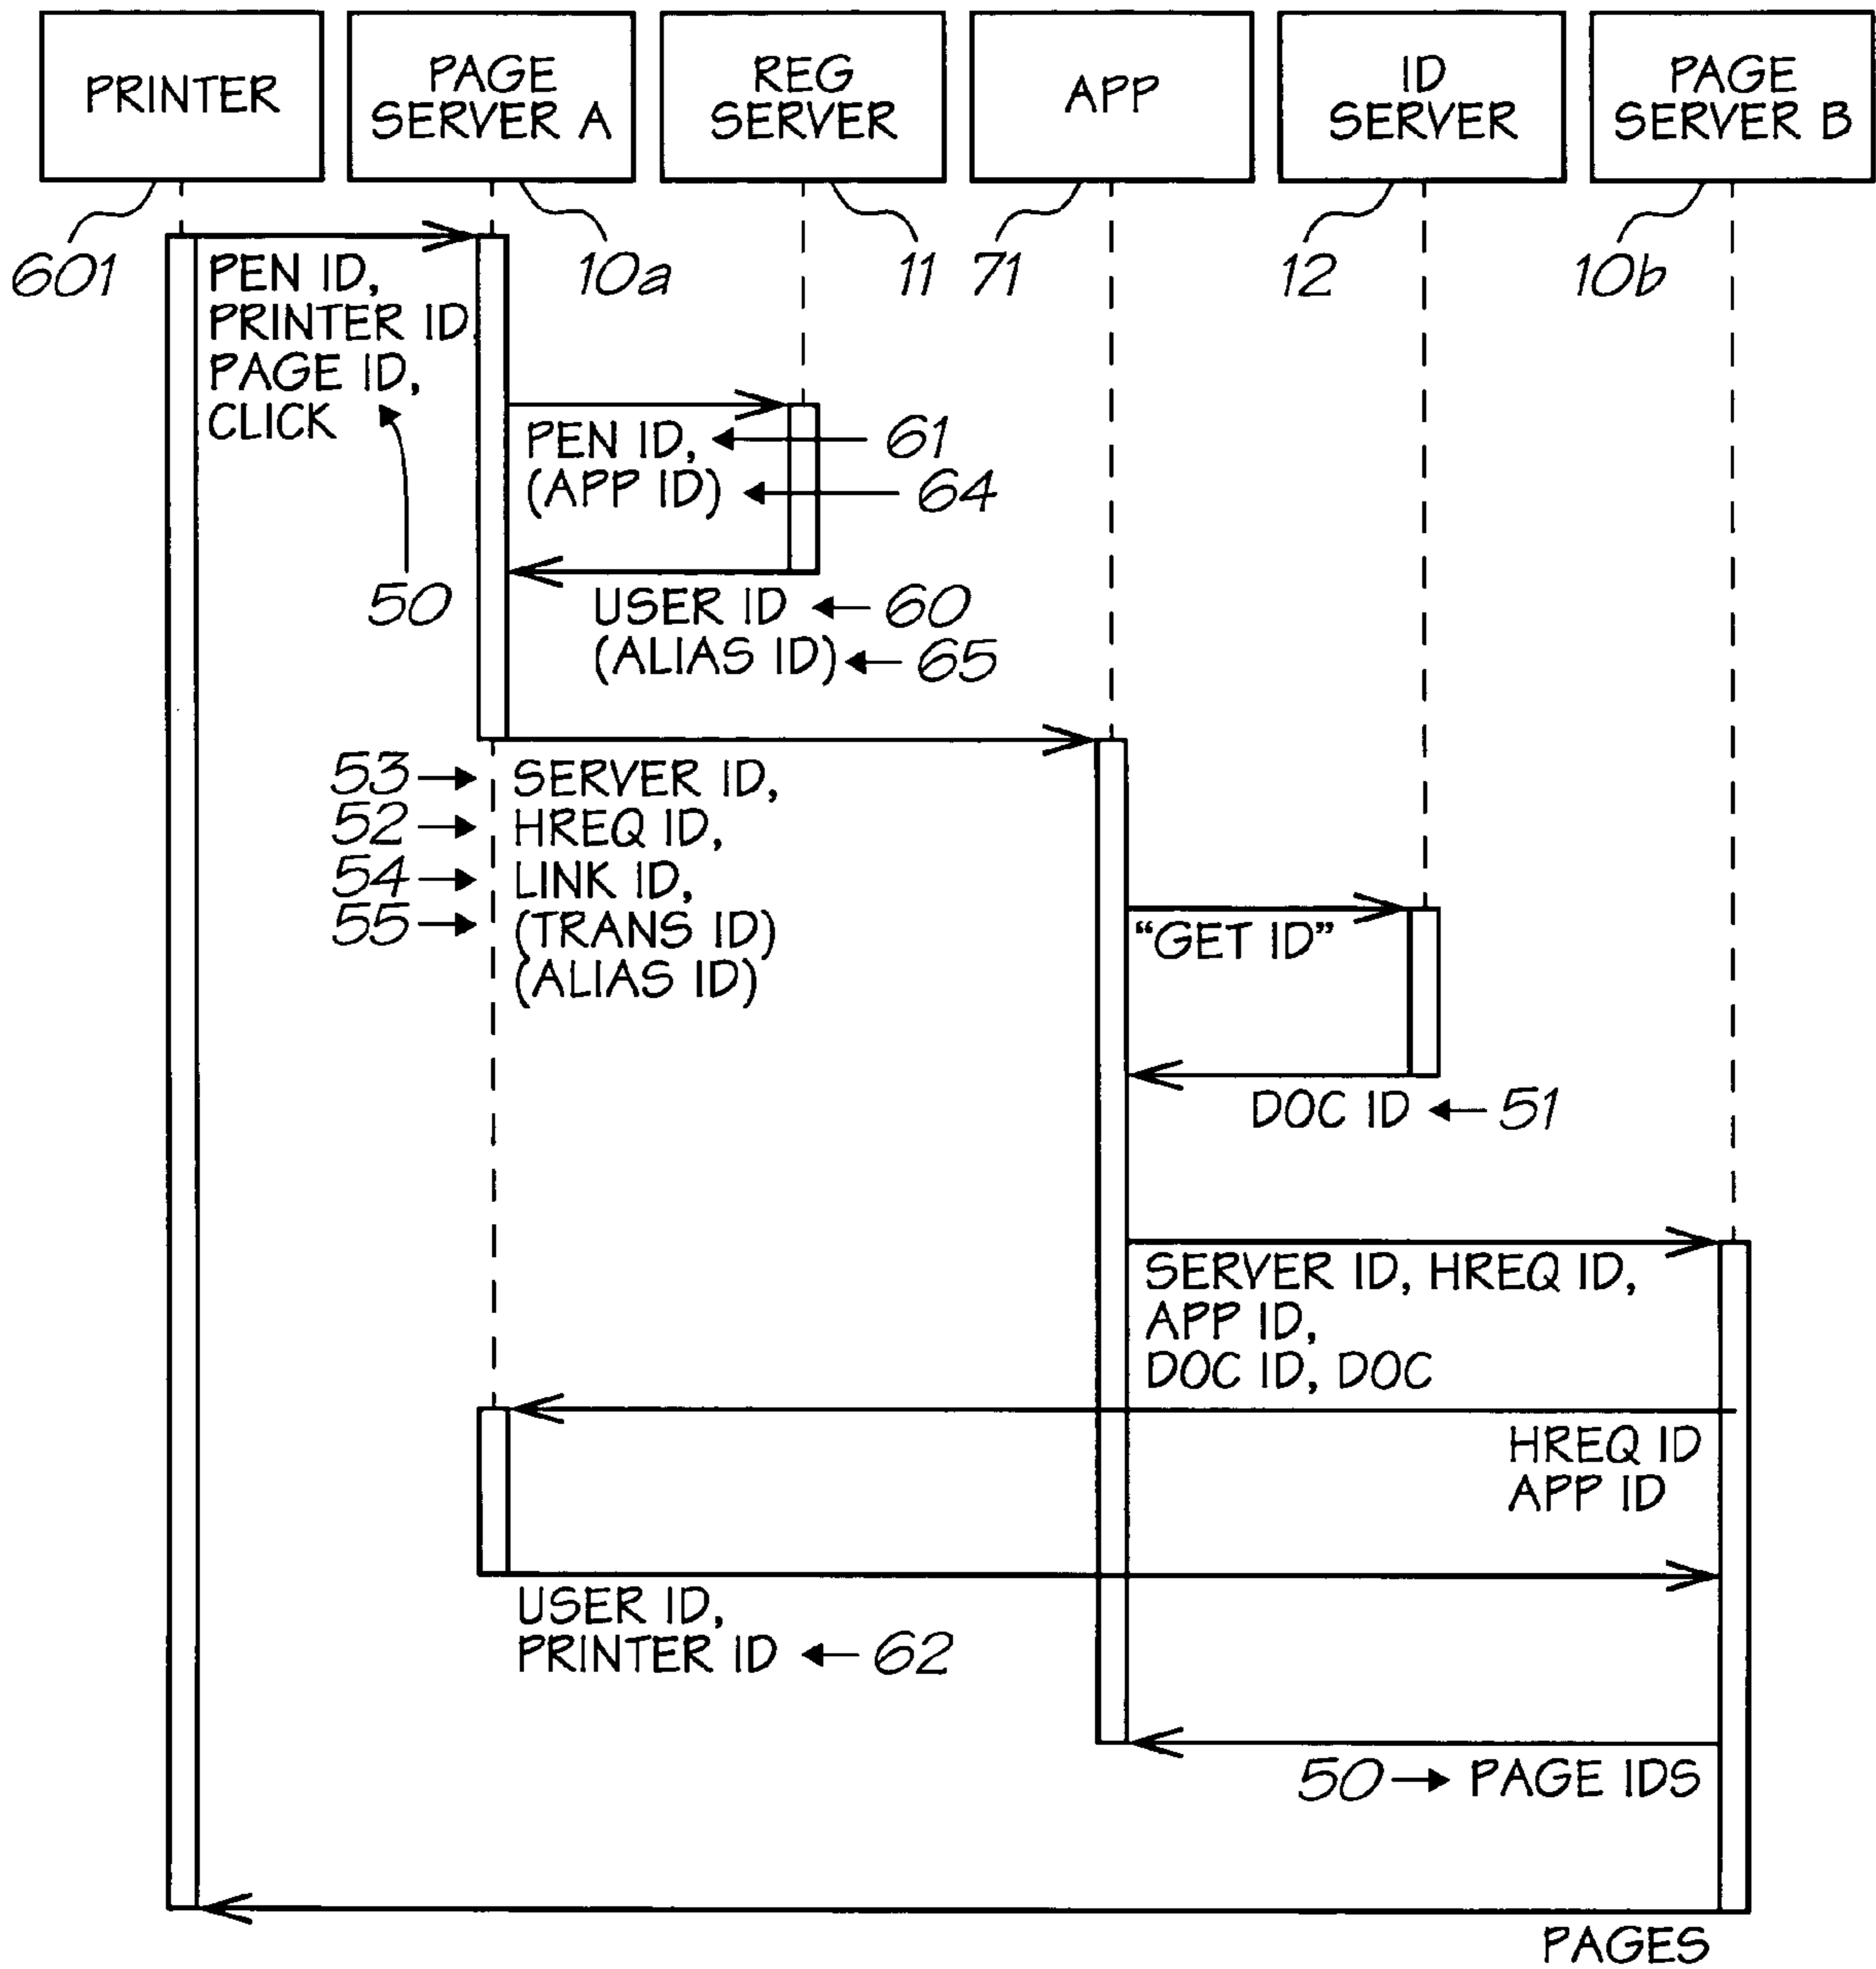 PRINTER
PAGE
SERVER A
REG
SERVER
APP
ID
SERVER
PAGE
SERVER B
601
10a
11
71
12
10b
PEN ID,
PRINTER ID
PAGE ID,
CLICK
50
PEN ID,
61
(APP ID)
64
USER ID
60
(ALIAS ID)
65
53
SERVER ID,
52
HREQ ID,
54
LINK ID,
55
(TRANS ID)
(ALIAS ID)
“GET ID”
DOC ID
51
SERVER ID, HREQ ID,
APP ID,
DOC ID, DOC
HREQ ID
APP ID
USER ID,
PRINTER ID
62
50
PAGE IDS
PAGES